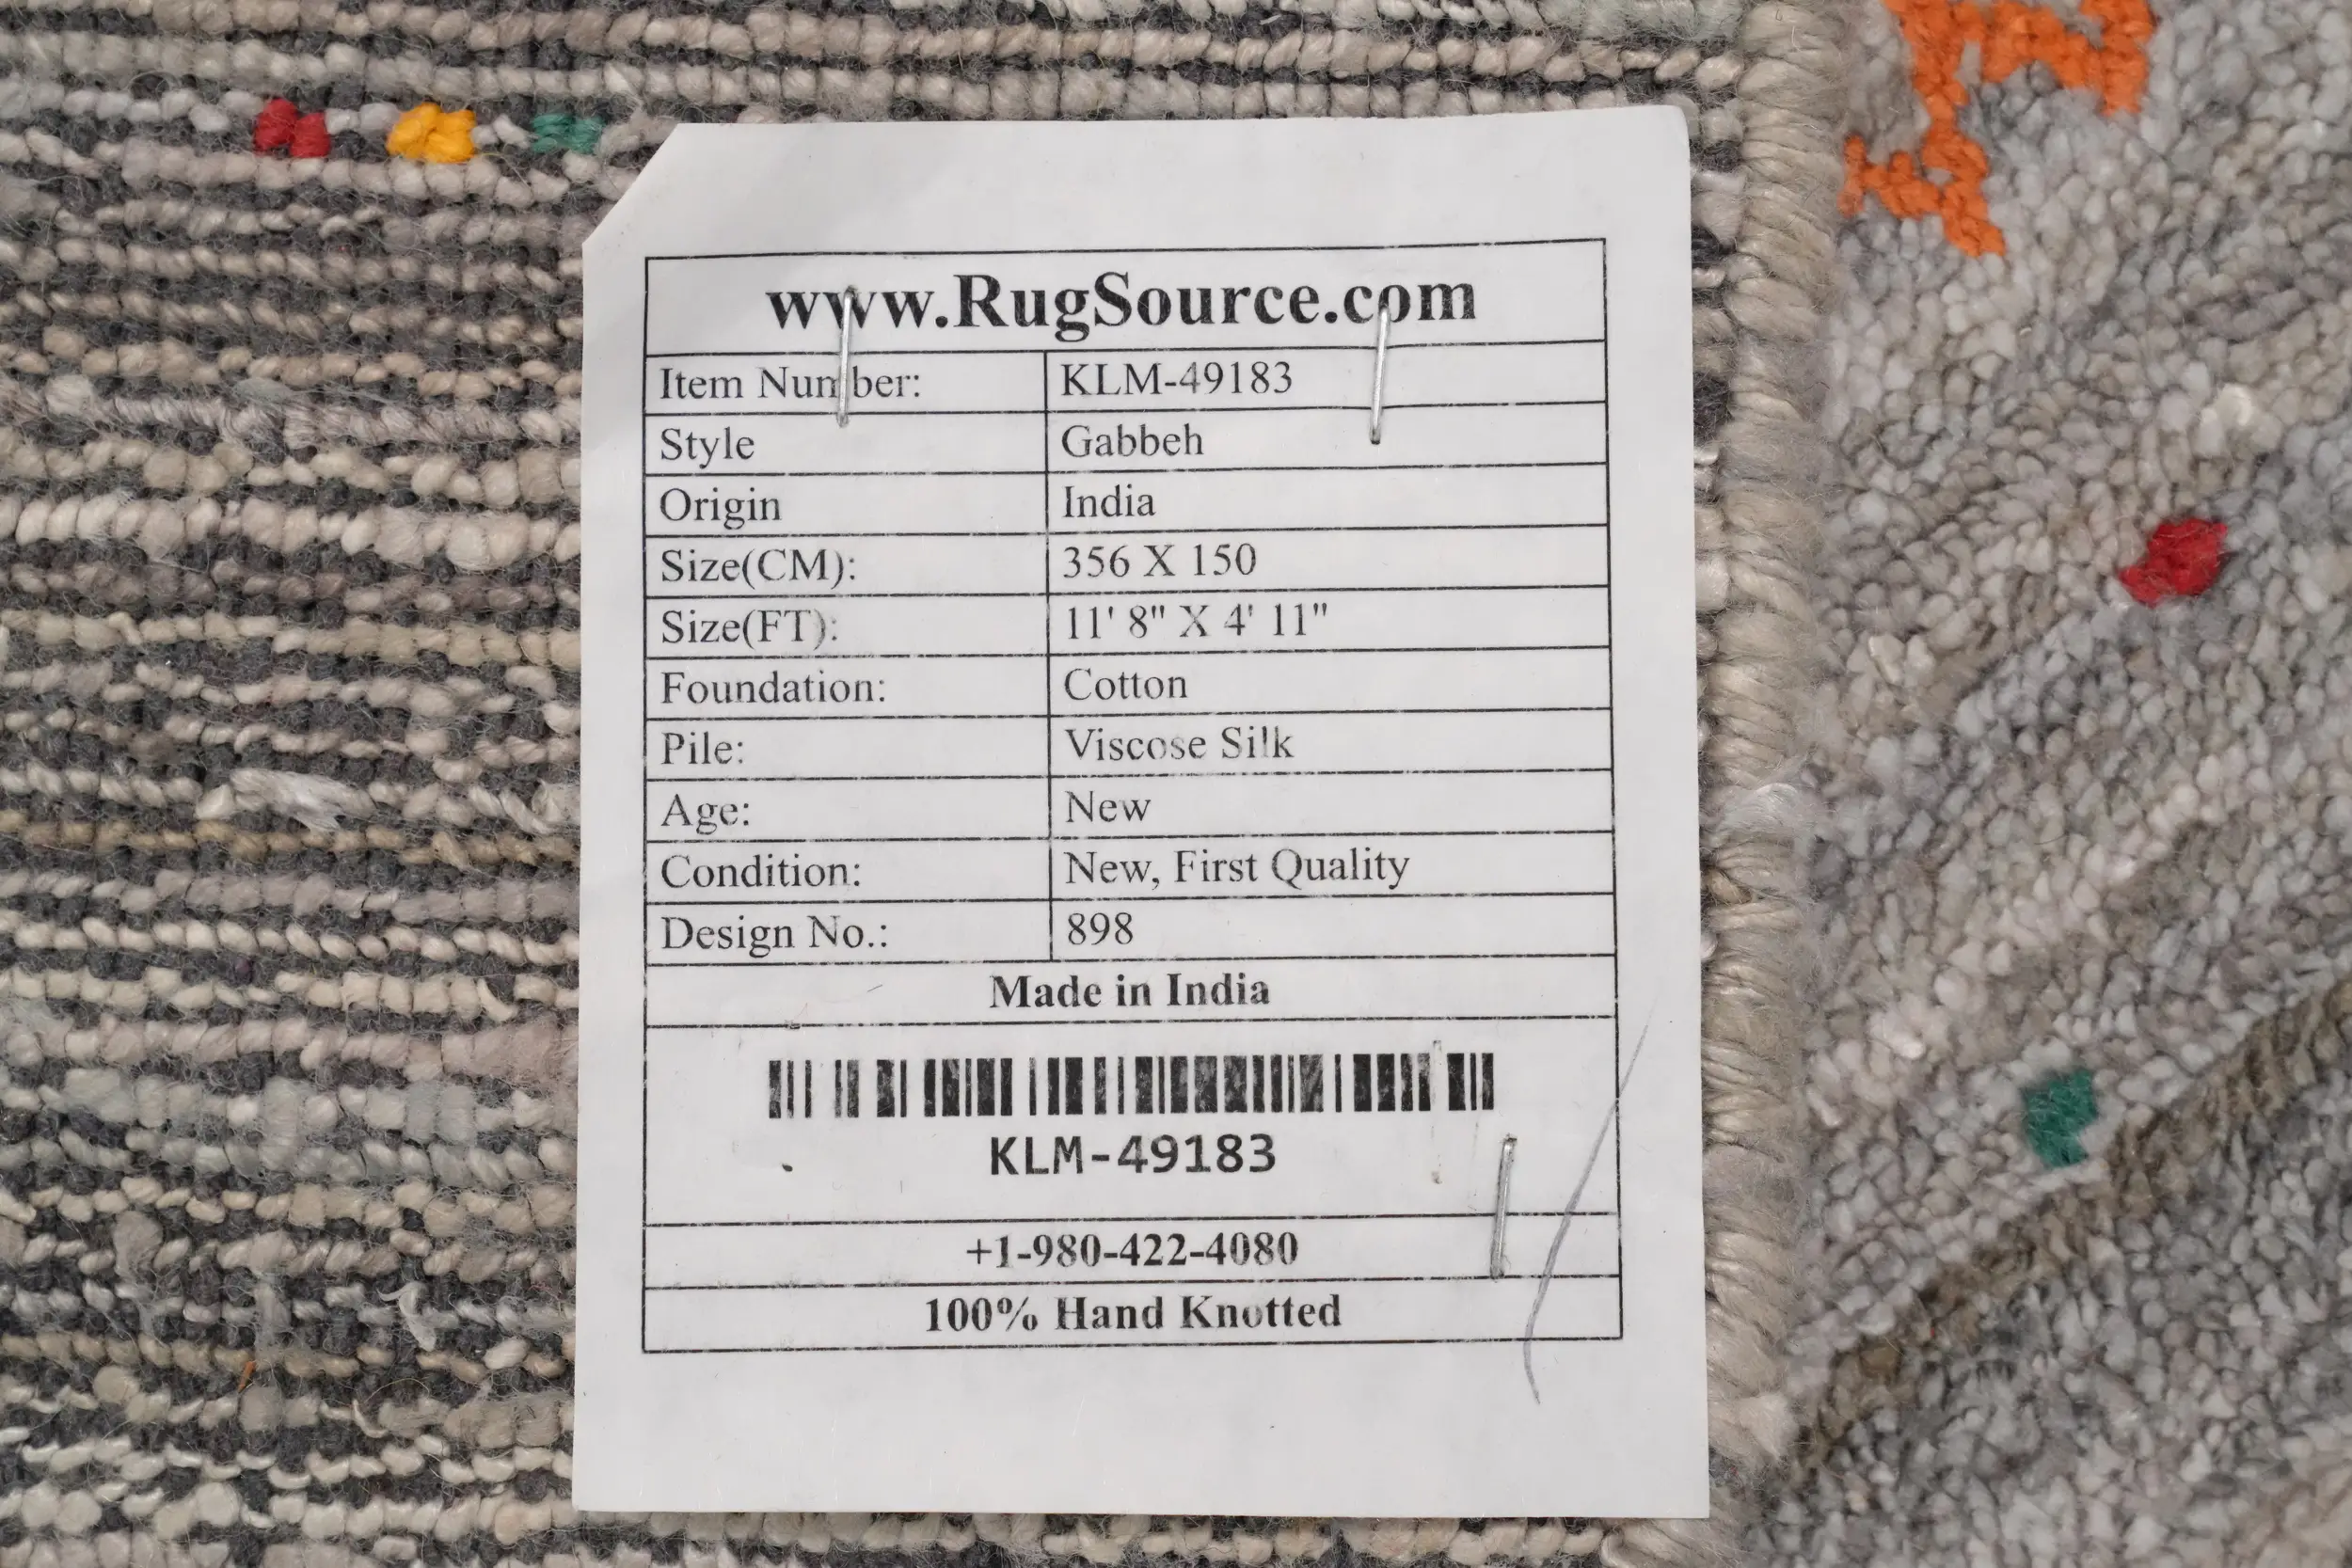 www.RugSource.com
Item Number: KLM-49183
Style Gabbeh
Origin India
Size(CM): 356 X 150
Size(FT): 11' 8" X 4' 11"
Foundation: Cotton
Pile: Viscose Silk
Age: New
Condition: New, First Quality
Design No.: 898
Made in India
KLM-49183
+1-980-422-4080
100% Hand Knotted